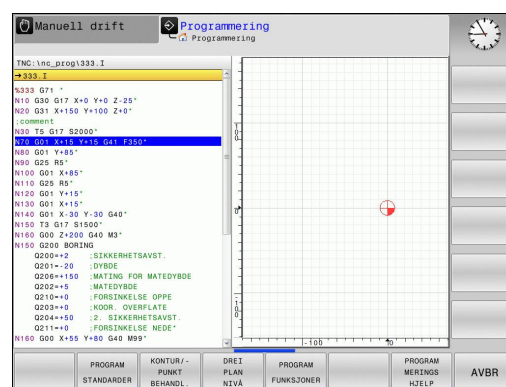 Manuell drift
Programmering
Programmering
TNC:\nc_prog\333.I
→333.I
%333 G71 *
N10 G30 G17 X+0 Y+0 Z-25*
N20 G31 X+150 Y+100 Z+0*
;comment
N30 T5 G17 S2000*
N70 G01 X+15 Y+15 G41 F350*
N80 G01 Y+85*
N90 G25 R5*
N100 G01 X+85*
N110 G25 R5*
N120 G01 Y+15*
N130 G01 X+15*
N140 G01 X-30 Y-30 G40*
N150 T3 G17 S1500*
N160 G00 Z+200 G40 M3*
N150 G200 BORING
Q200=+2 ;SIKKERHETSAVST.
Q201=-20 ;DYBDE
Q206=+150 ;MATING FOR MATEDYBDE
Q202=+5 ;MATEDYBDE
Q210=+0 ;FORSINKELSE OPPE
Q203=+0 ;KOOR. OVERFLATE
Q204=+50 ;2. SIKKERHETSAVST.
Q211=+0 ;FORSINKELSE NEDE*
N160 G00 X+55 Y+80 G40 M99*
100
0
-100
-100
0
PROGRAM STANDARDER
KONTUR/- PUNKT BEHANDL.
DREI PLAN NIVÅ
PROGRAM FUNKSJONER
PROGRAM MERINGS HJELP
AVBR